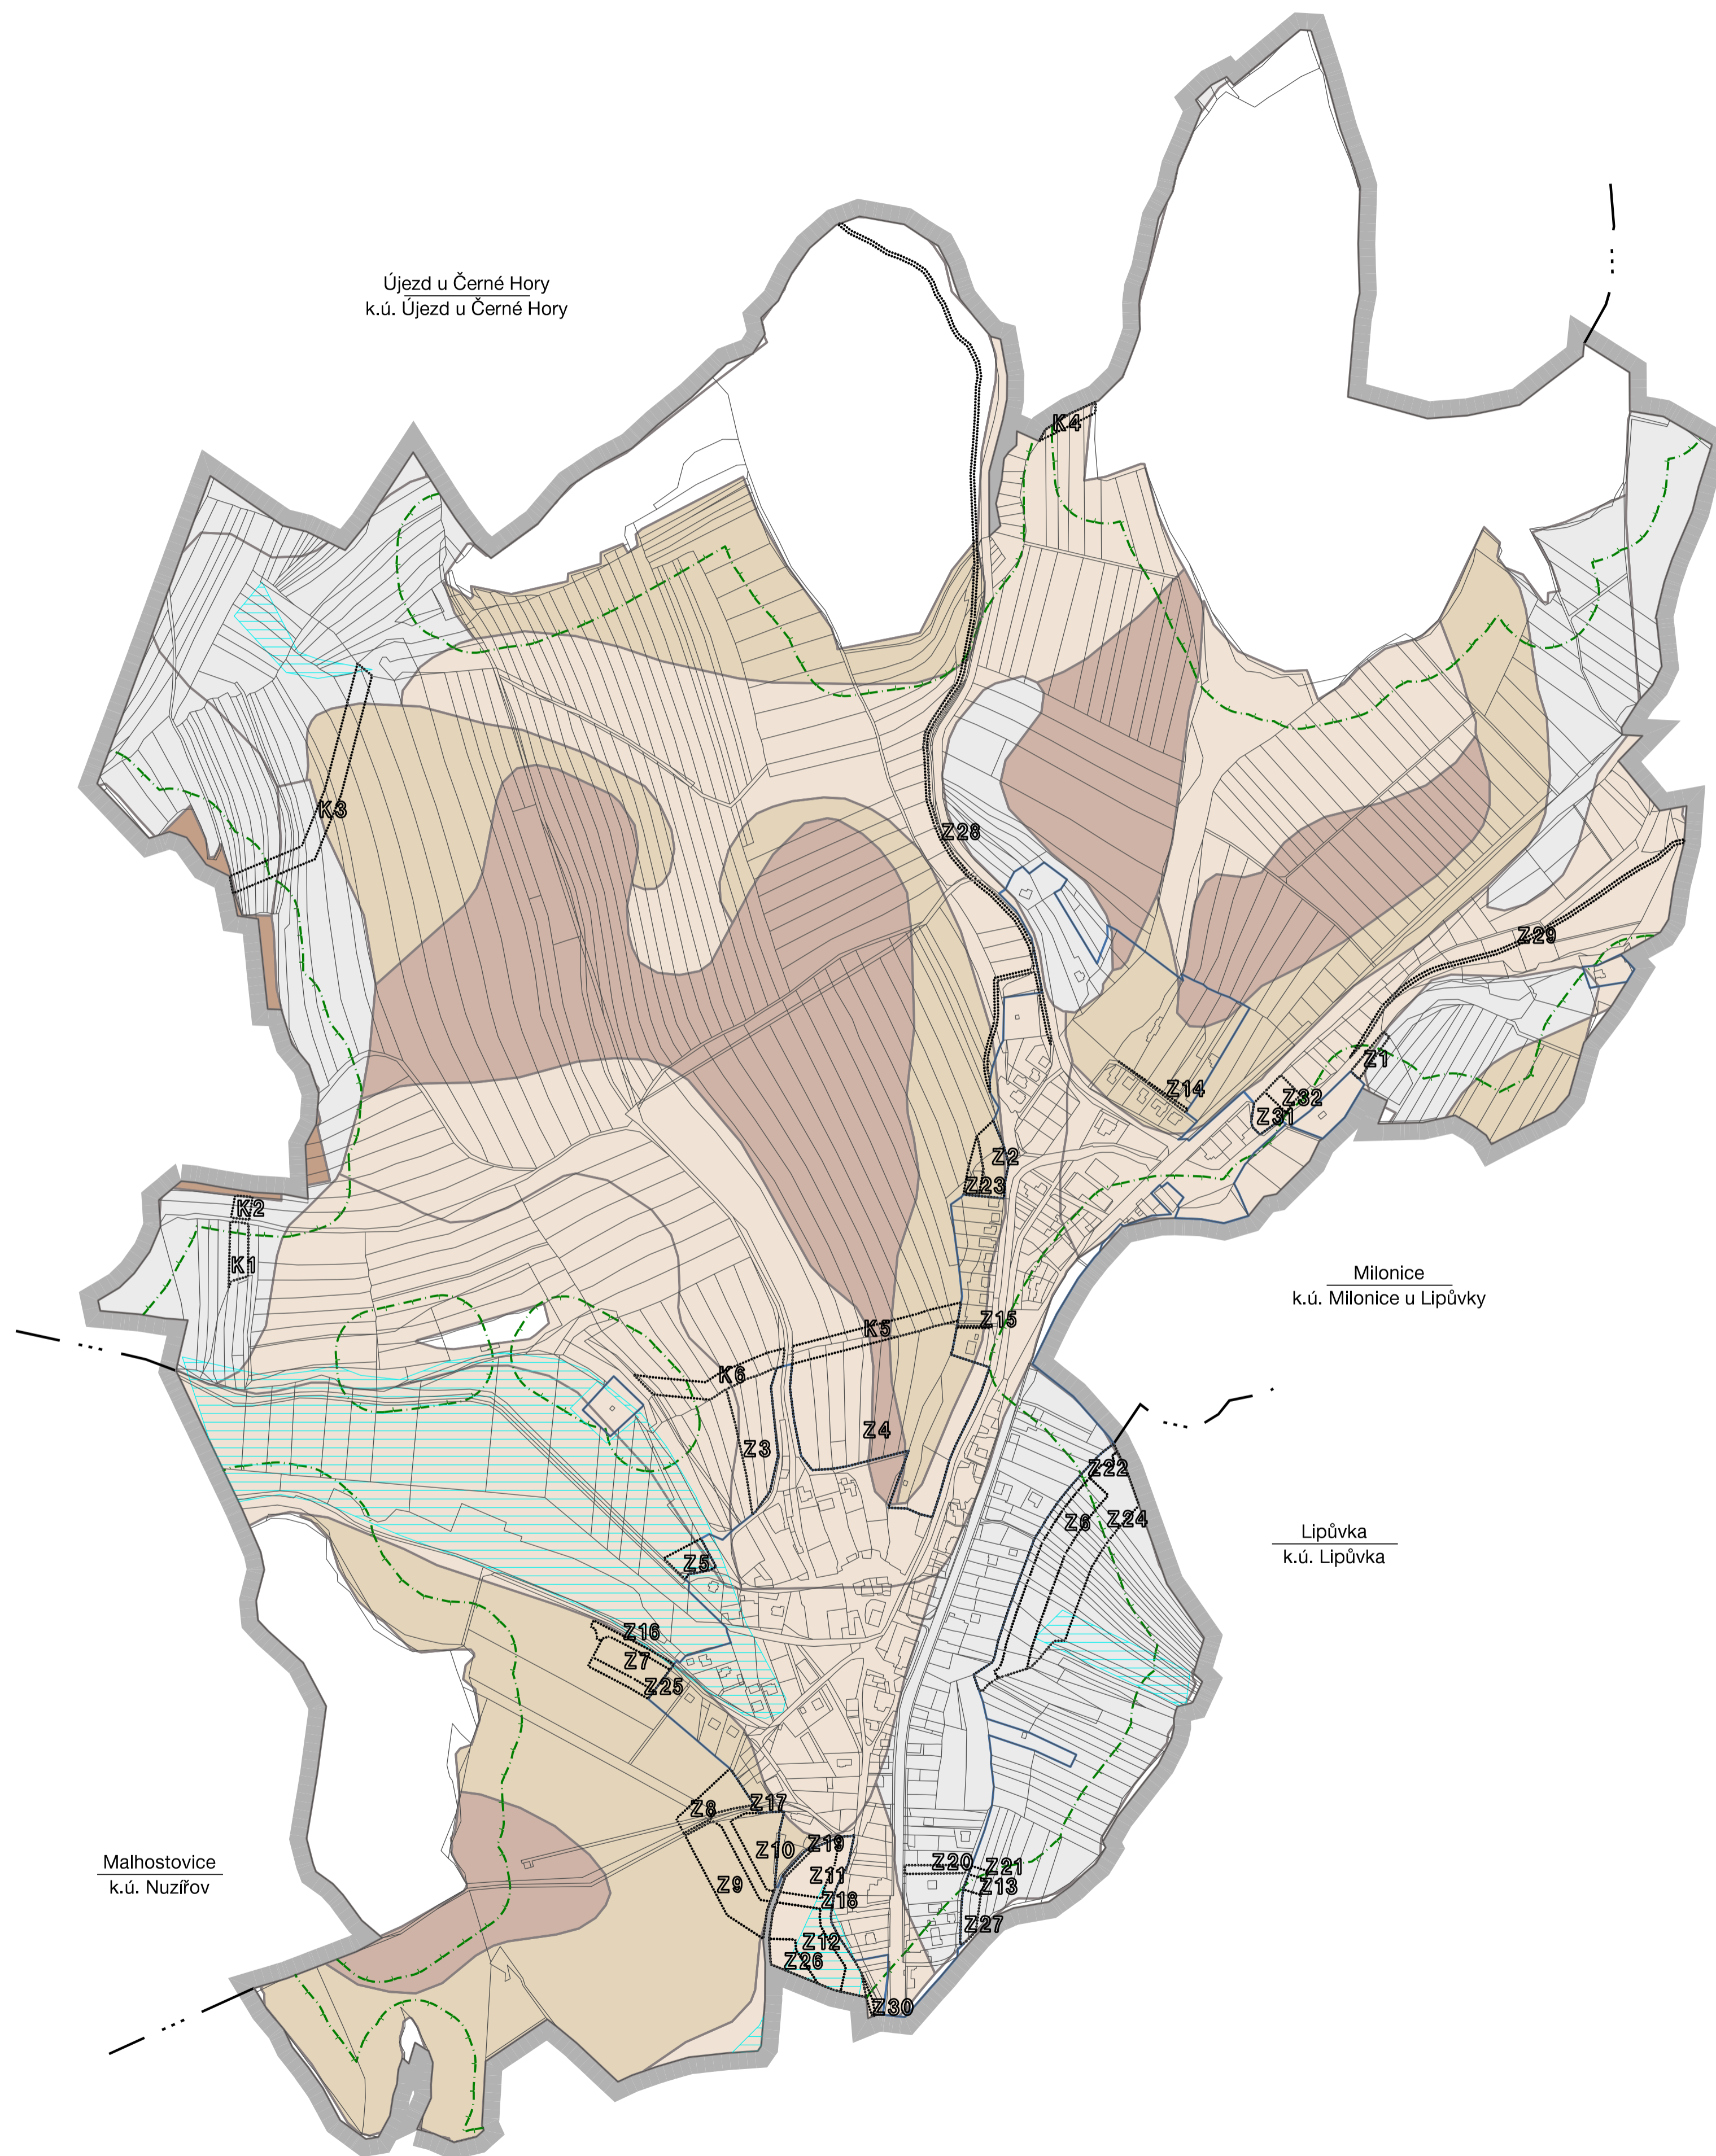 Újezd u Černé Hory
k.ú. Újezd u Černé Hory
K4
K3
Z28
Z29
Z1
Z14
Z32
Z31
Z2
Z23
K2
K1
Milonice
k.ú. Milonice u Lipůvky
Z15
K5
K6
Z4
Z3
Z22
Z6
Z24
Lipůvka
k.ú. Lipůvka
Z5
Z16
Z7
Z25
Z8
Z17
Z10
Z19
Z9
Z11
Z18
Z20
Z21
Z13
Malhostovice
k.ú. Nuzířov
Z27
Z12
Z26
Z30